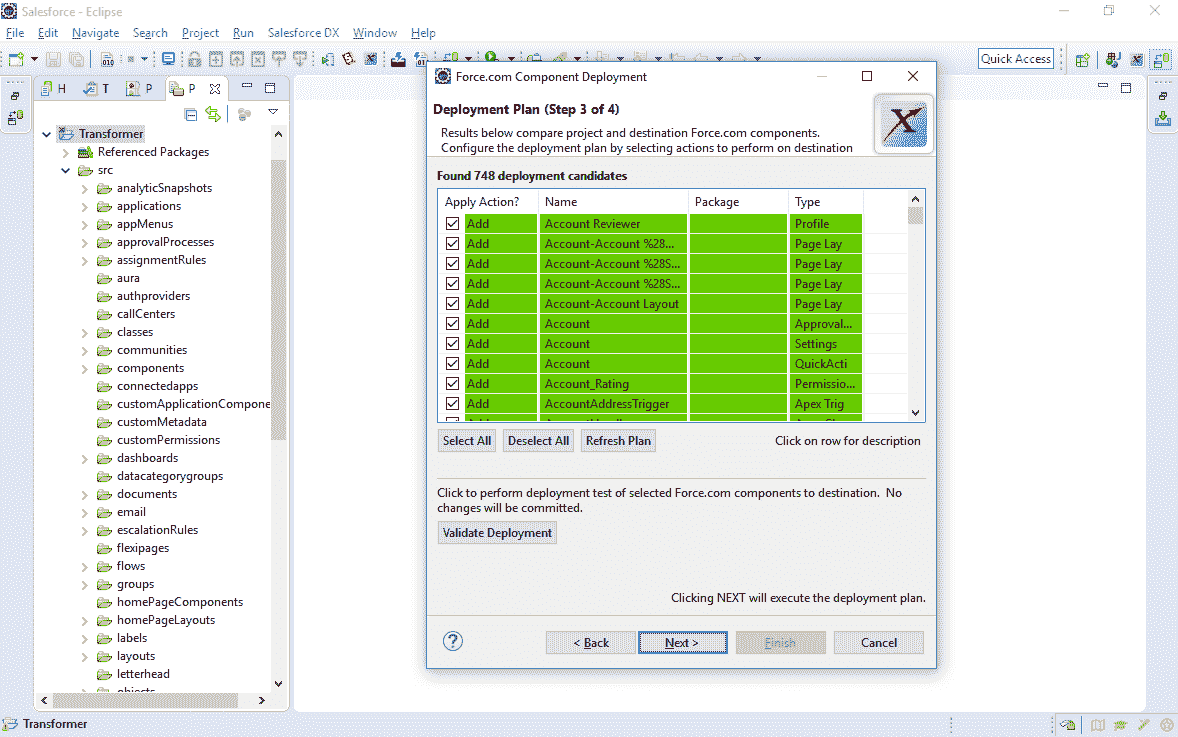 Salesforce - Eclipse
File Edit Navigate Search Project Run Salesforce DX Window Help
Quick Access
H T P P
Transformer
Referenced Packages
src
analyticSnapshots
applications
appMenus
approvalProcesses
assignmentRules
aura
authproviders
callCenters
classes
communities
components
connectedapps
customApplicationCompone
customMetadata
customPermissions
dashboards
datacategorygroups
documents
email
escalationRules
flexipages
flows
groups
homePageComponents
homePageLayouts
labels
layouts
letterhead
objects
Transformer
Force.com Component Deployment
Deployment Plan (Step 3 of 4)
Results below compare project and destination Force.com components.
Configure the deployment plan by selecting actions to perform on destination
Found 748 deployment candidates
Apply Action? Name Package Type
Add Account Reviewer Profile
Add Account-Account %28... Page Lay
Add Account-Account %28S... Page Lay
Add Account-Account %28S... Page Lay
Add Account-Account Layout Page Lay
Add Account Approval...
Add Account Settings
Add Account QuickActi
Add Account_Rating Permissio...
Add AccountAddressTrigger Apex Trig
Select All Deselect All Refresh Plan Click on row for description
Click to perform deployment test of selected Force.com components to destination. No
changes will be committed.
Validate Deployment
Clicking NEXT will execute the deployment plan.
? < Back Next > Finish Cancel